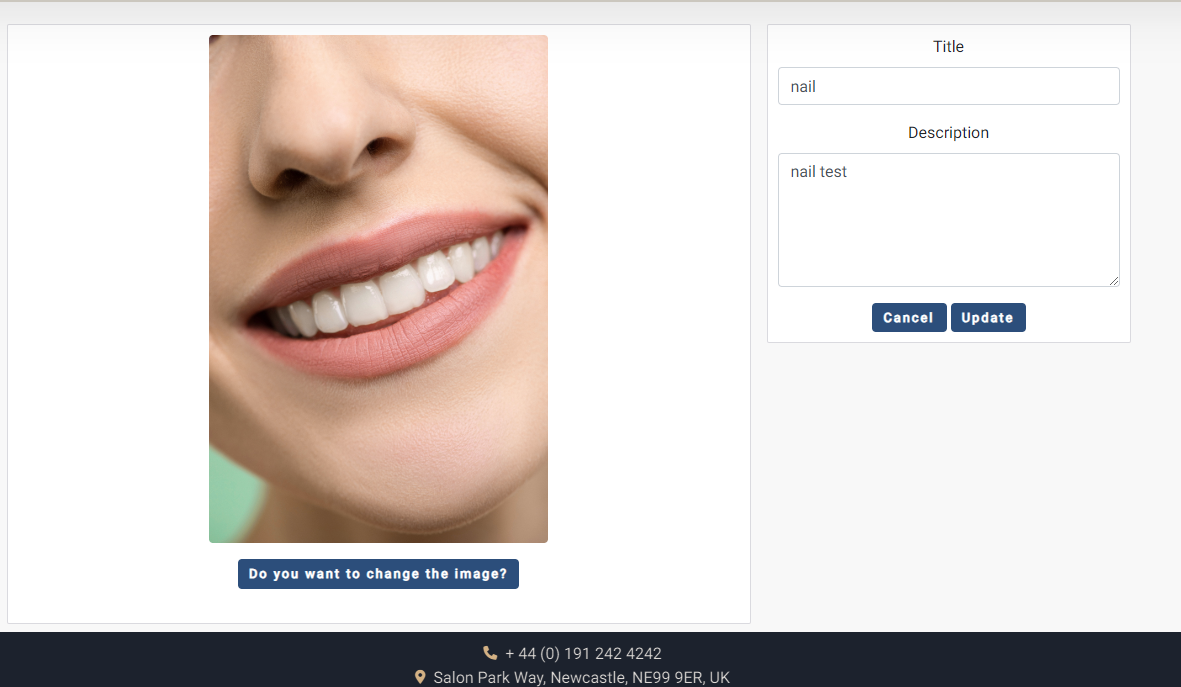 Title
nail
Description
nail test
Cancel Update
Do you want to change the image?
+ 44 (0) 191 242 4242
Salon Park Way, Newcastle, NE99 9ER, UK